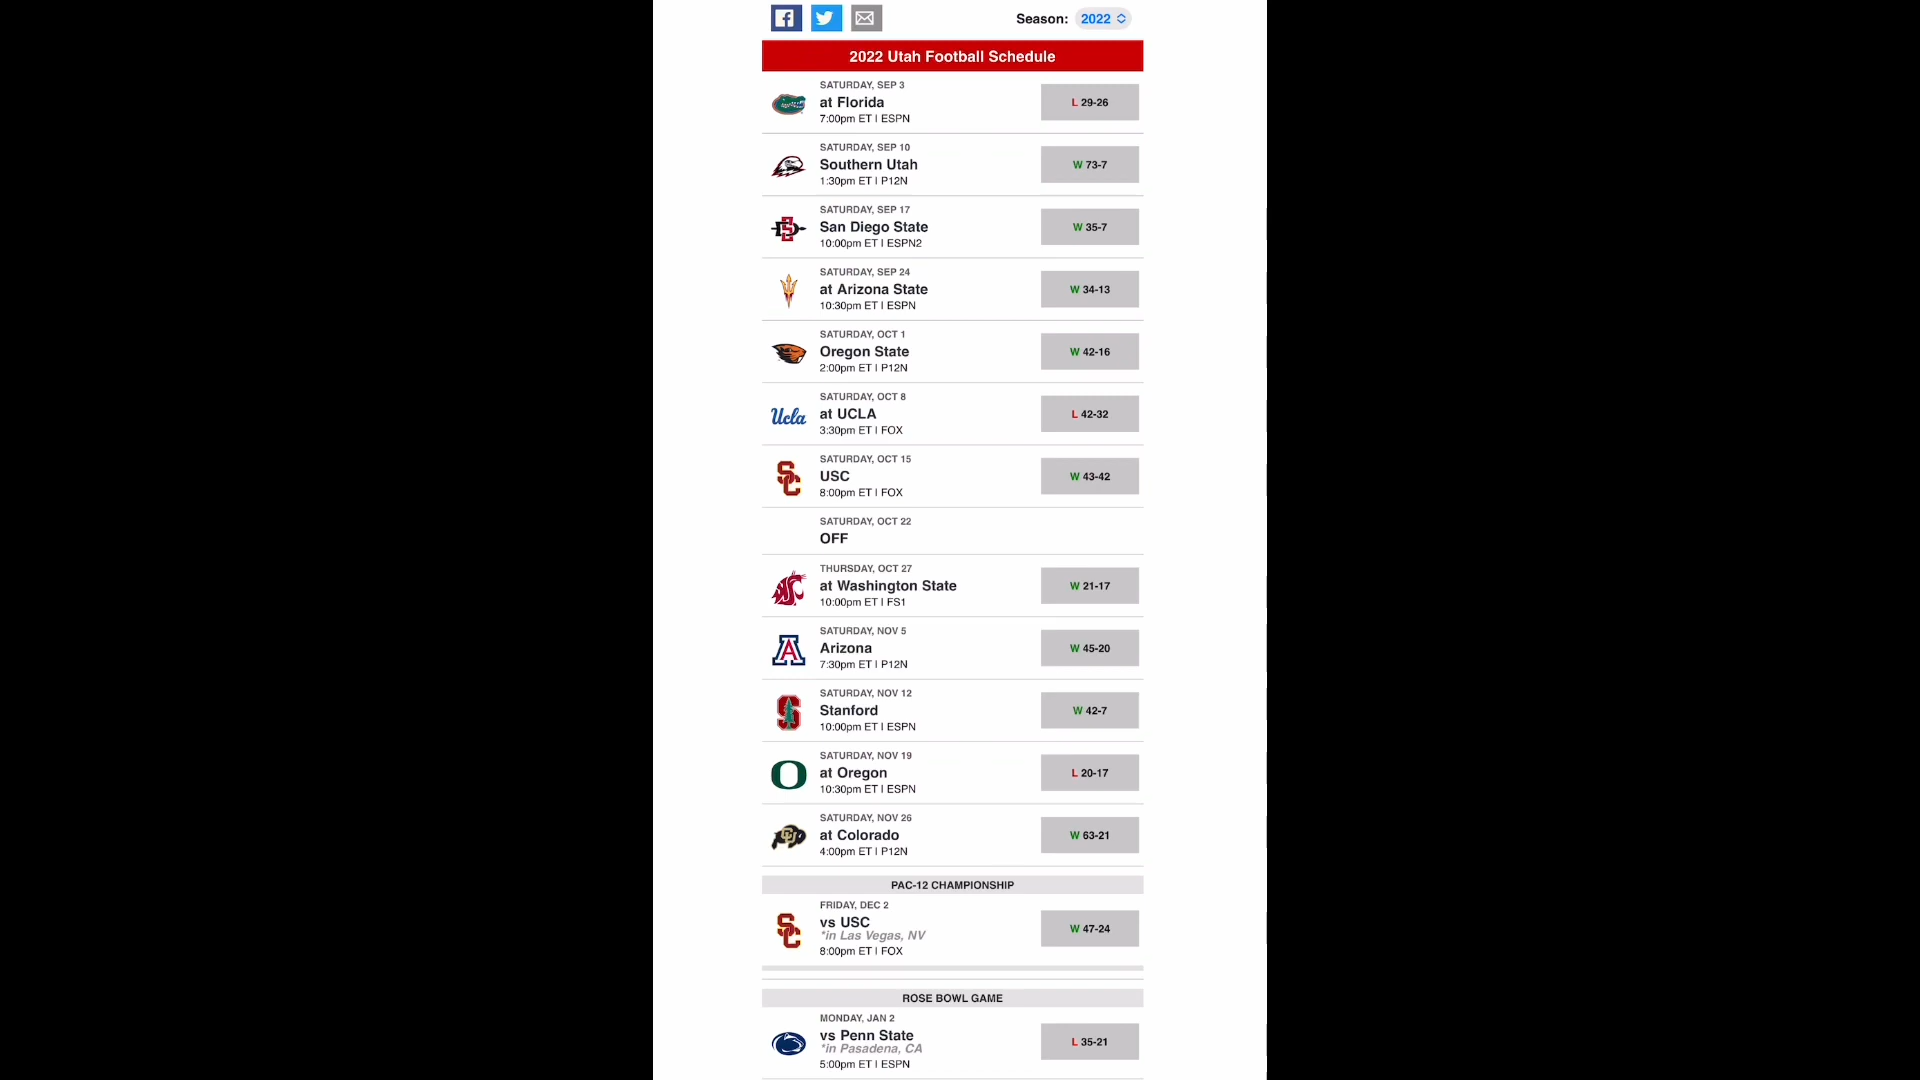 Season: 2022
2022 Utah Football Schedule
SATURDAY, SEP 3
at Florida
7:00pm ET | ESPN
L 29-26
SATURDAY, SEP 10
Southern Utah
1:30pm ET | P12N
W 73-7
SATURDAY, SEP 17
San Diego State
10:00pm ET | ESPN2
W 35-7
SATURDAY, SEP 24
at Arizona State
10:30pm ET | ESPN
W 34-13
SATURDAY, OCT 1
Oregon State
2:00pm ET | P12N
W 42-16
SATURDAY, OCT 8
Ucla
at UCLA
3:30pm ET | FOX
L 42-32
SATURDAY, OCT 15
SC
USC
8:00pm ET | FOX
W 43-42
SATURDAY, OCT 22
OFF
THURSDAY, OCT 27
at Washington State
10:00pm ET | FS1
W 21-17
SATURDAY, NOV 5
A
Arizona
7:30pm ET | P12N
W 45-20
SATURDAY, NOV 12
S
Stanford
10:00pm ET | ESPN
W 42-7
SATURDAY, NOV 19
O
at Oregon
10:30pm ET | ESPN
L 20-17
SATURDAY, NOV 26
CU
at Colorado
4:00pm ET | P12N
W 63-21
PAC-12 CHAMPIONSHIP
FRIDAY, DEC 2
SC
vs USC
*in Las Vegas, NV
8:00pm ET | FOX
W 47-24
ROSE BOWL GAME
MONDAY, JAN 2
vs Penn State
*in Pasadena, CA
5:00pm ET | ESPN
L 35-21